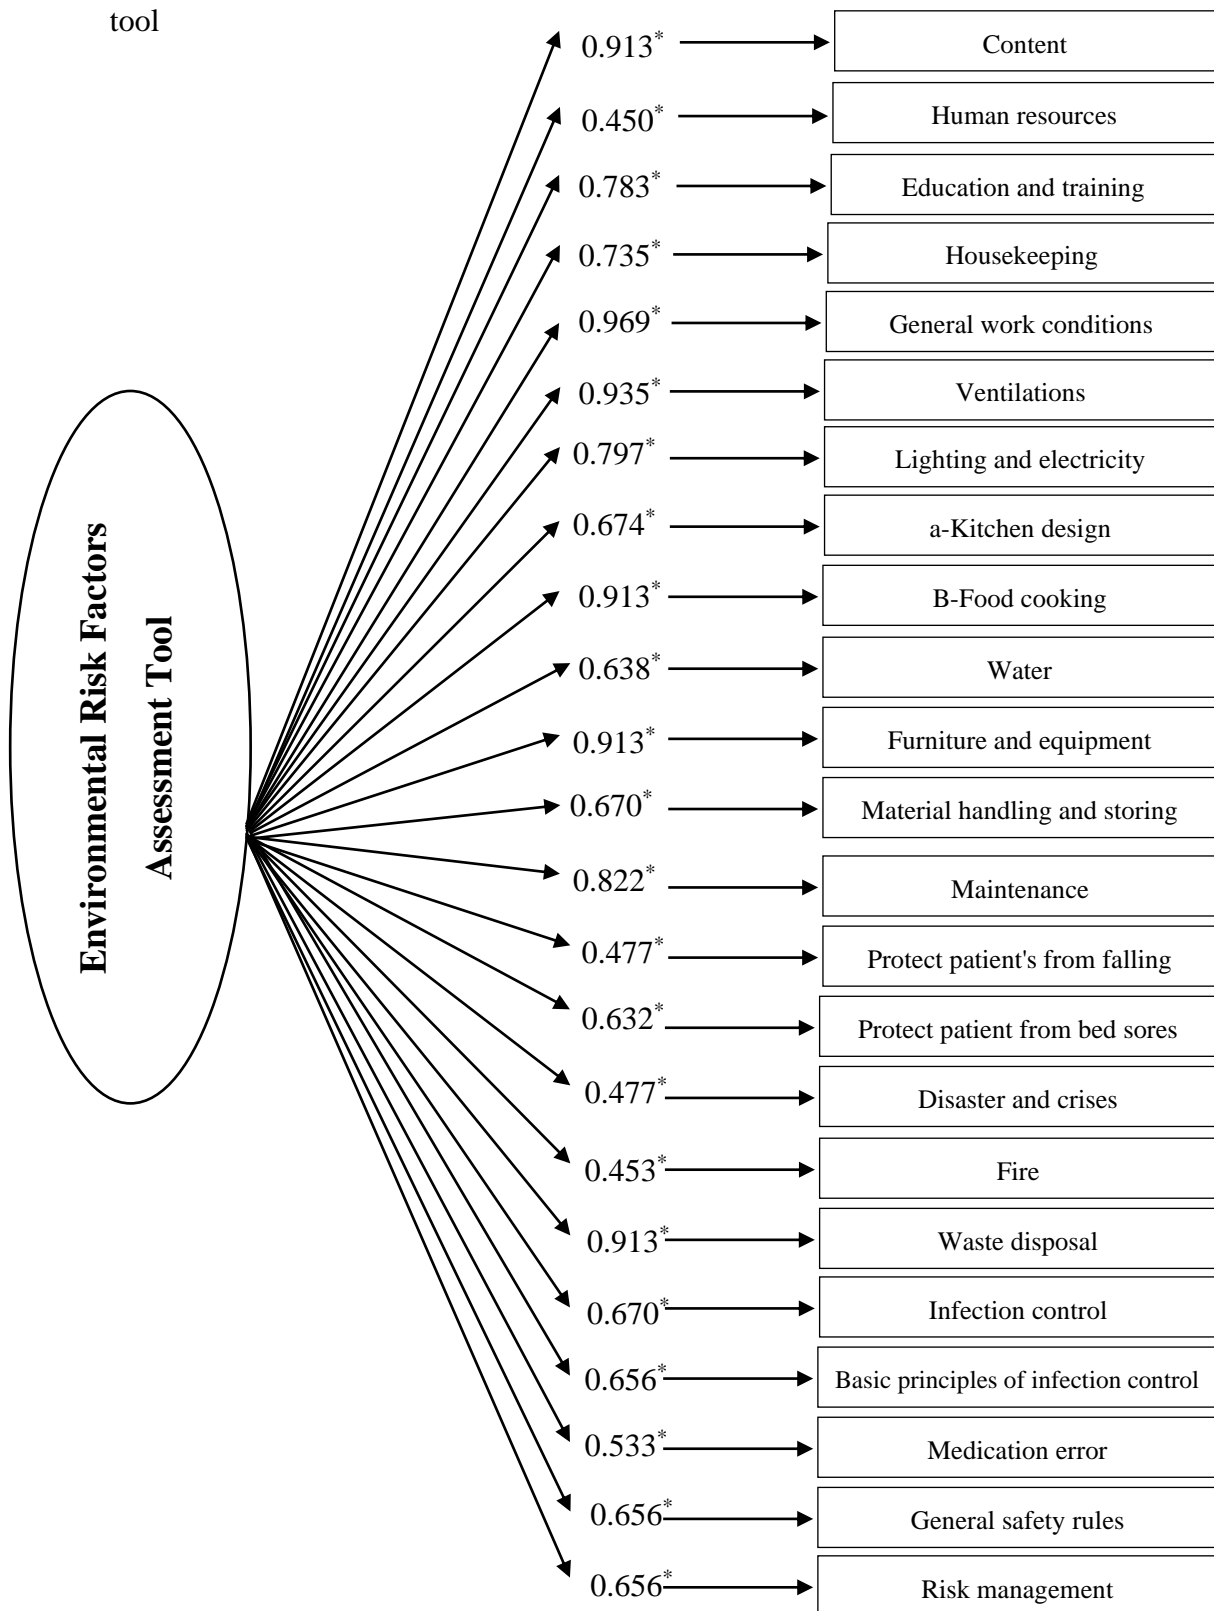 tool
0.913* Content
0.450* Human resources
0.783* Education and training
0.735* Housekeeping
0.969* General work conditions
0.935* Ventilations
0.797* Lighting and electricity
0.674* a-Kitchen design
0.913* B-Food cooking
0.638* Water
0.913* Furniture and equipment
0.670* Material handling and storing
0.822* Maintenance
0.477* Protect patient's from falling
0.632* Protect patient from bed sores
0.477* Disaster and crises
0.453* Fire
0.913* Waste disposal
0.670* Infection control
0.656* Basic principles of infection control
0.533* Medication error
0.656* General safety rules
0.656* Risk management
Environmental Risk Factors
Assessment Tool